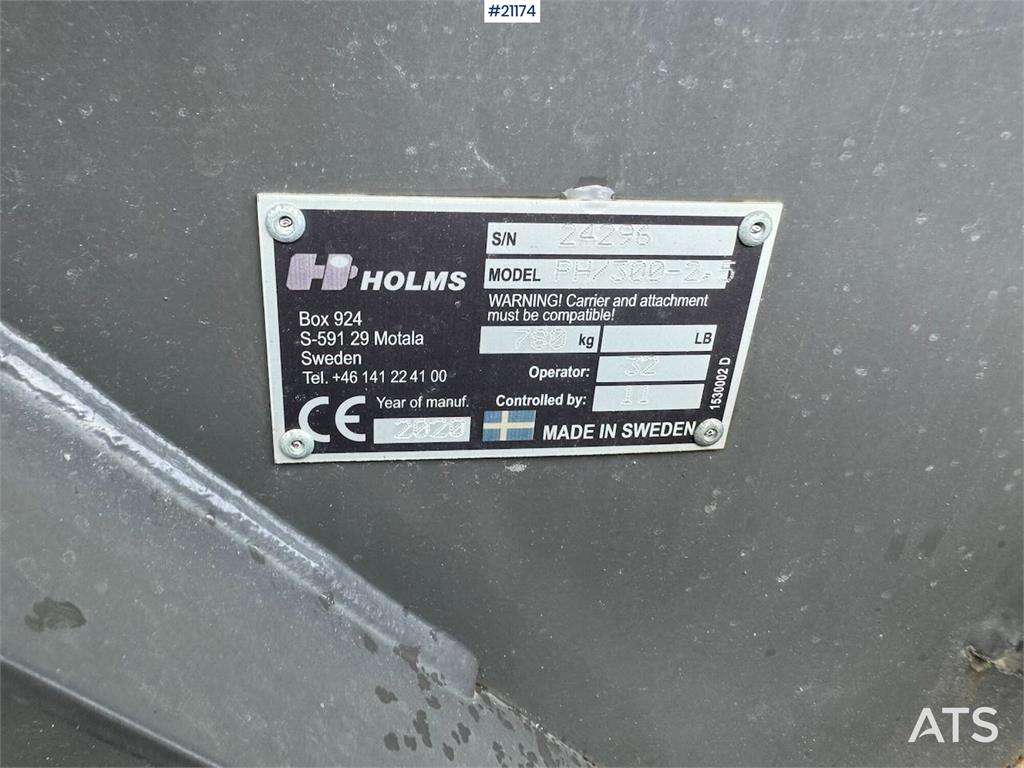 #21174
S/N 24296
HOLMS
MODEL PH/300-2,5
WARNING! Carrier and attachment
must be compatible!
Box 924
S-591 29 Motala
Sweden
Tel. +46 141 22 41 00
780 kg LB
Operator: 32
Controlled by: 11
Year of manuf.
CE 2020
MADE IN SWEDEN
1530002 D
ATS